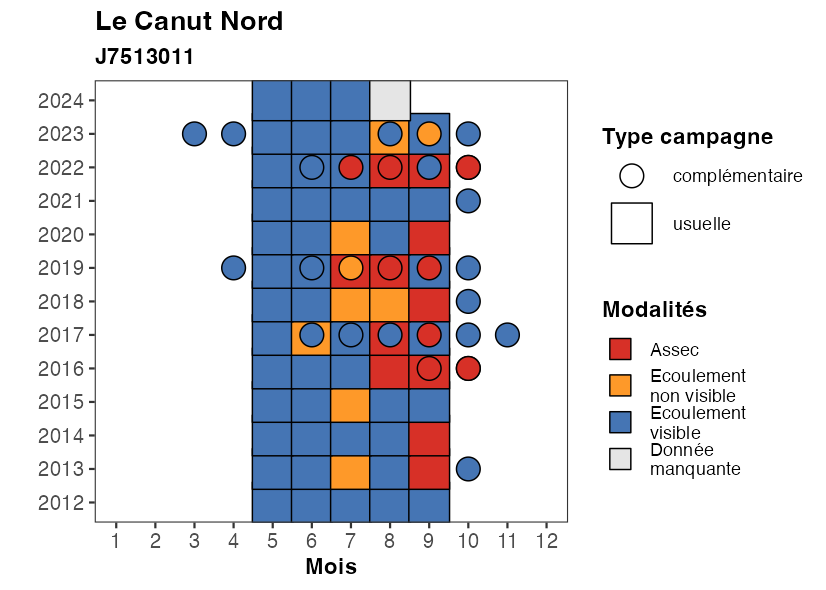 Le Canut Nord
J7513011
2024
2023
2022
2021
2020
2019
2018
2017
2016
2015
2014
2013
2012
1 2 3 4 5 6 7 8 9 10 11 12
Mois
Type campagne
complémentaire
usuelle
Modalités
Assec
Ecoulement
non visible
Ecoulement
visible
Donnée
manquante